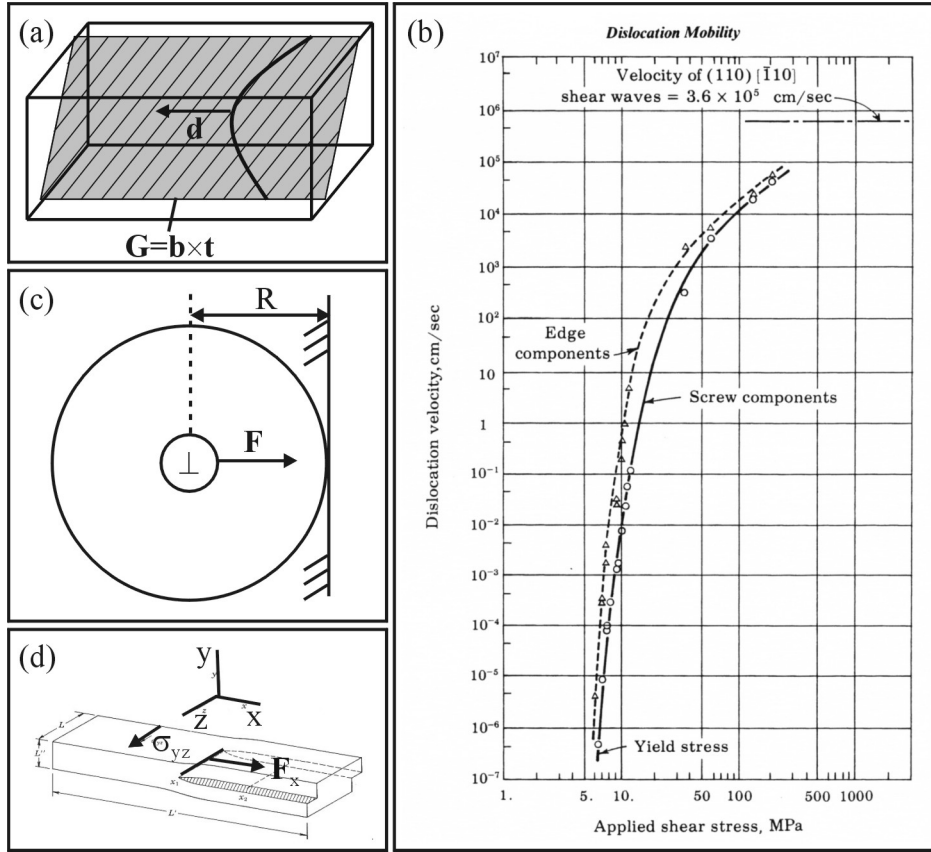 (a)
d
G=b×t
(b)
Dislocation Mobility
Velocity of (110) [1̄10]
shear waves = 3.6 × 10⁵ cm/sec
10⁷
10⁶
10⁵
10⁴
10³
10²
10
1
10⁻¹
10⁻²
10⁻³
10⁻⁴
10⁻⁵
10⁻⁶
10⁻⁷
Dislocation velocity, cm/sec
Edge
components
Screw components
Yield stress
1. 5. 10. 50 100 500 1000
Applied shear stress, MPa
(c)
R
F
⊥
(d)
y
y
z
z
x
x
L
L''
σyz
Fx
x₁
x₂
L'